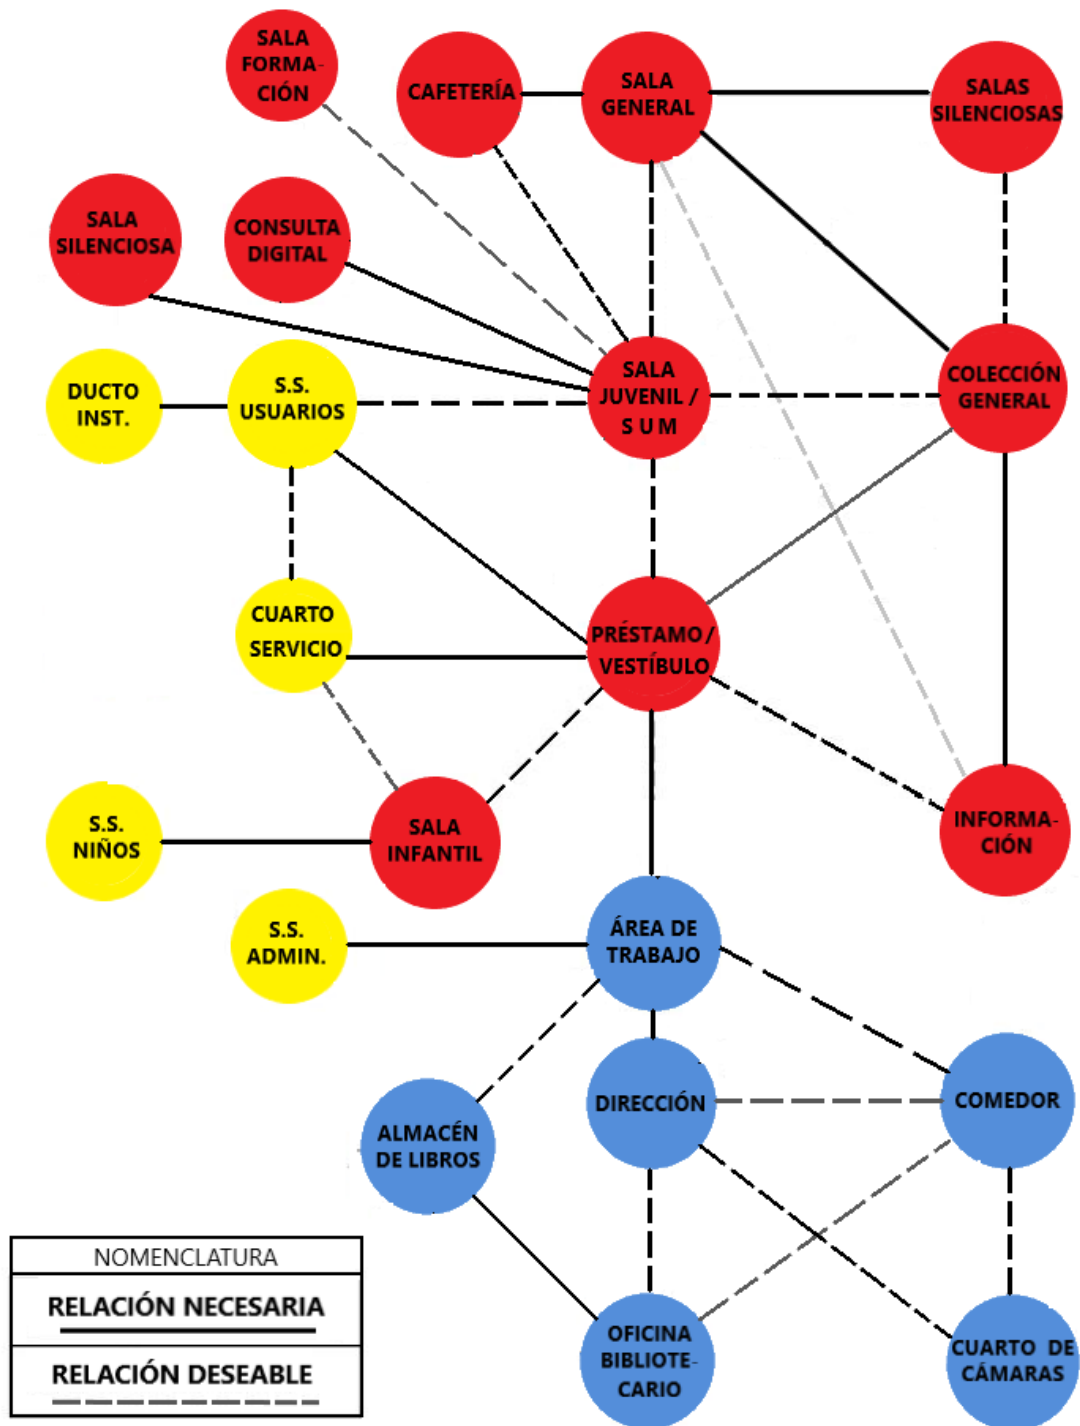 SALA
FORMA-
CIÓN
CAFETERÍA
SALA
GENERAL
SALAS
SILENCIOSAS
SALA
SILENCIOSA
CONSULTA
DIGITAL
DUCTO
INST.
S.S.
USUARIOS
SALA
JUVENIL /
S U M
COLECCIÓN
GENERAL
CUARTO
SERVICIO
PRÉSTAMO /
VESTÍBULO
S.S.
NIÑOS
SALA
INFANTIL
INFORMA-
CIÓN
S.S.
ADMIN.
ÁREA DE
TRABAJO
ALMACÉN
DE LIBROS
DIRECCIÓN
COMEDOR
OFICINA
BIBLIOTE-
CARIO
CUARTO DE
CÁMARAS
NOMENCLATURA
RELACIÓN NECESARIA
RELACIÓN DESEABLE